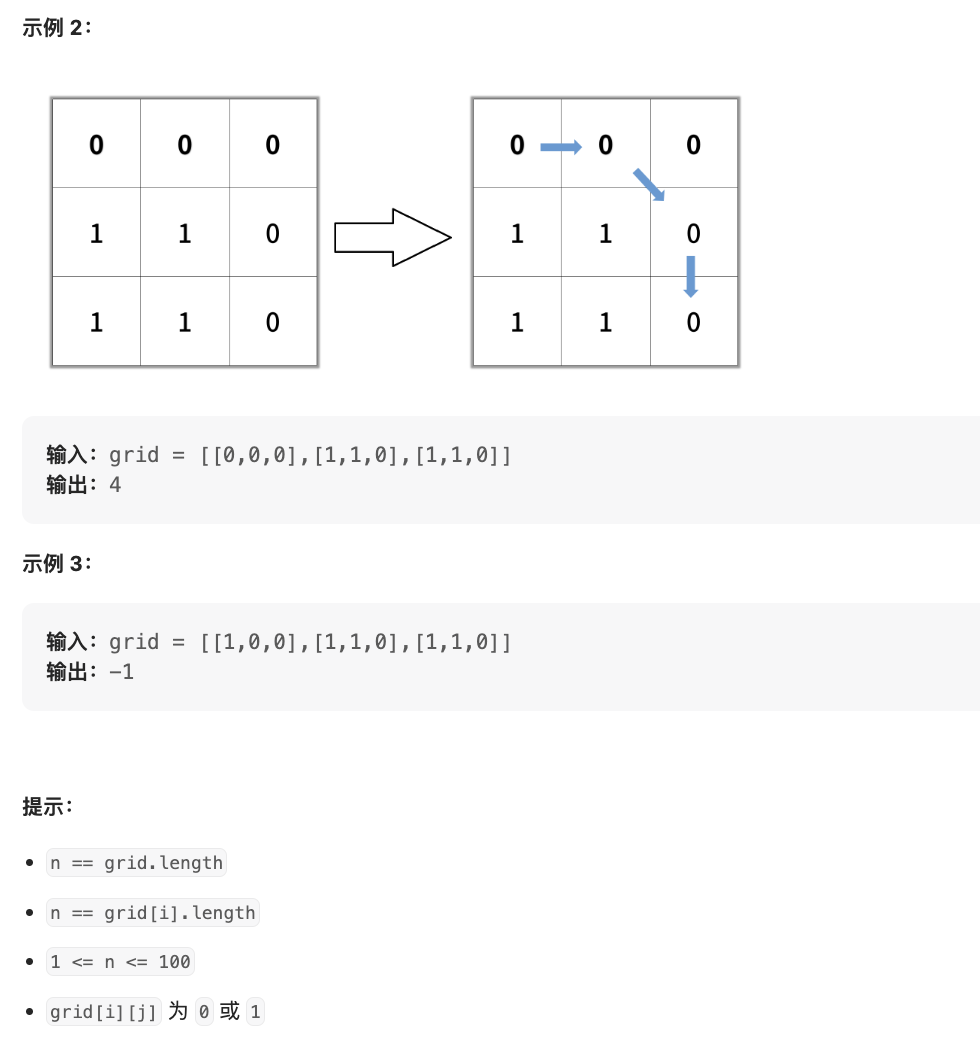 示例 2：
0 0 0 0 0 0
1 1 0 1 1 0
1 1 0 1 1 0
输入：grid = [[0,0,0],[1,1,0],[1,1,0]]
输出：4
示例 3：
输入：grid = [[1,0,0],[1,1,0],[1,1,0]]
输出：-1
提示：
• n == grid.length
• n == grid[i].length
• 1 <= n <= 100
• grid[i][j] 为 0 或 1